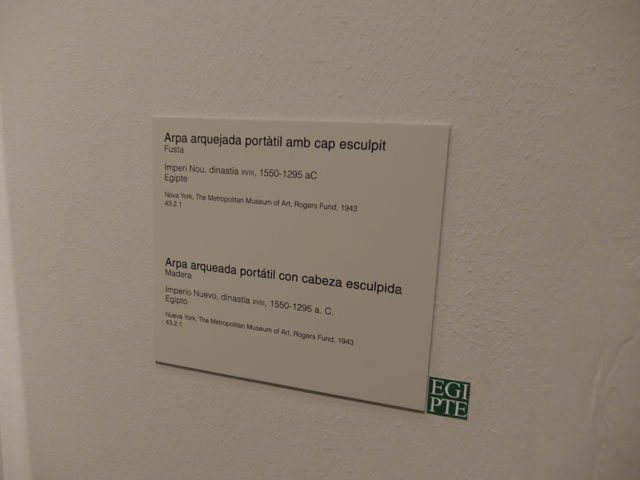 Arpa arquejada portàtil amb cap esculpit
Fusta
Imperi Nou, dinastia XVIII, 1550-1295 aC
Egipte
Nova York, The Metropolitan Museum of Art, Rogers Fund, 1943
43.2.1
Arpa arqueada portátil con cabeza esculpida
Madera
Imperio Nuevo, dinastía XVIII, 1550-1295 a. C.
Egipto
Nueva York, The Metropolitan Museum of Art, Rogers Fund, 1943
43.2.1
EGI
PTE